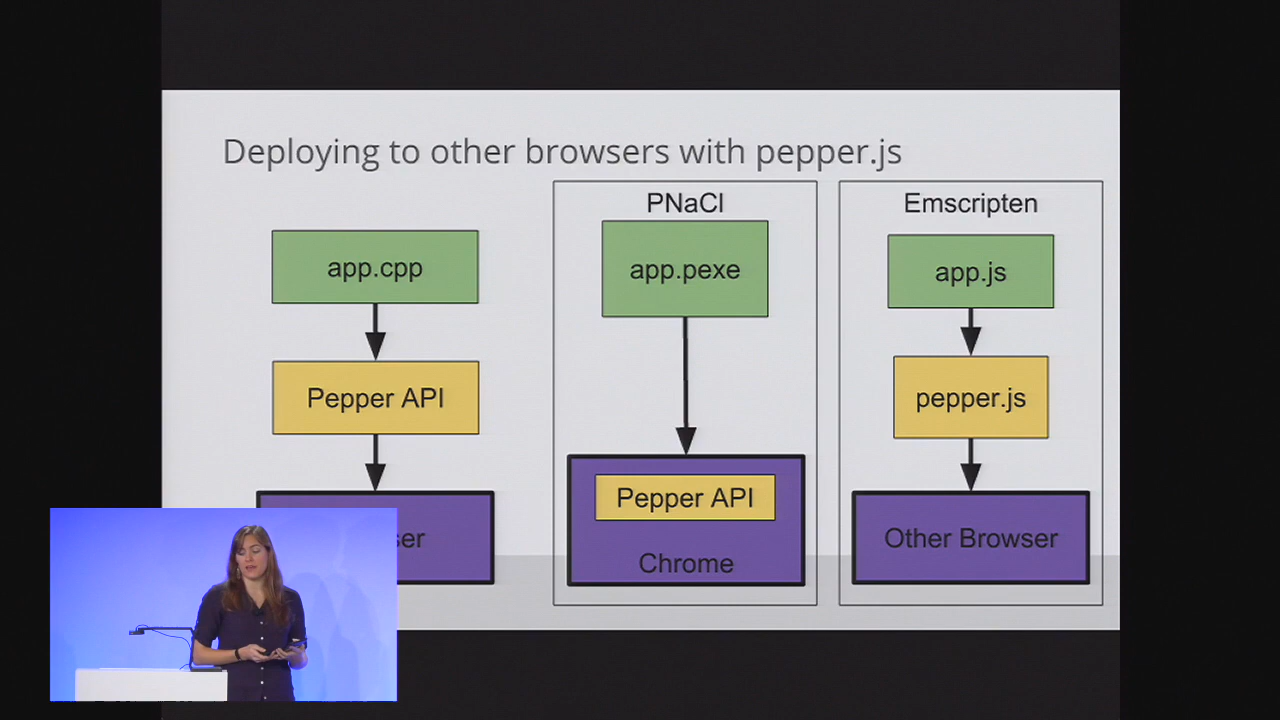 Deploying to other browsers with pepper.js
app.cpp
Pepper API
PNaCl
app.pexe
Pepper API
Chrome
Emscripten
app.js
pepper.js
Other Browser